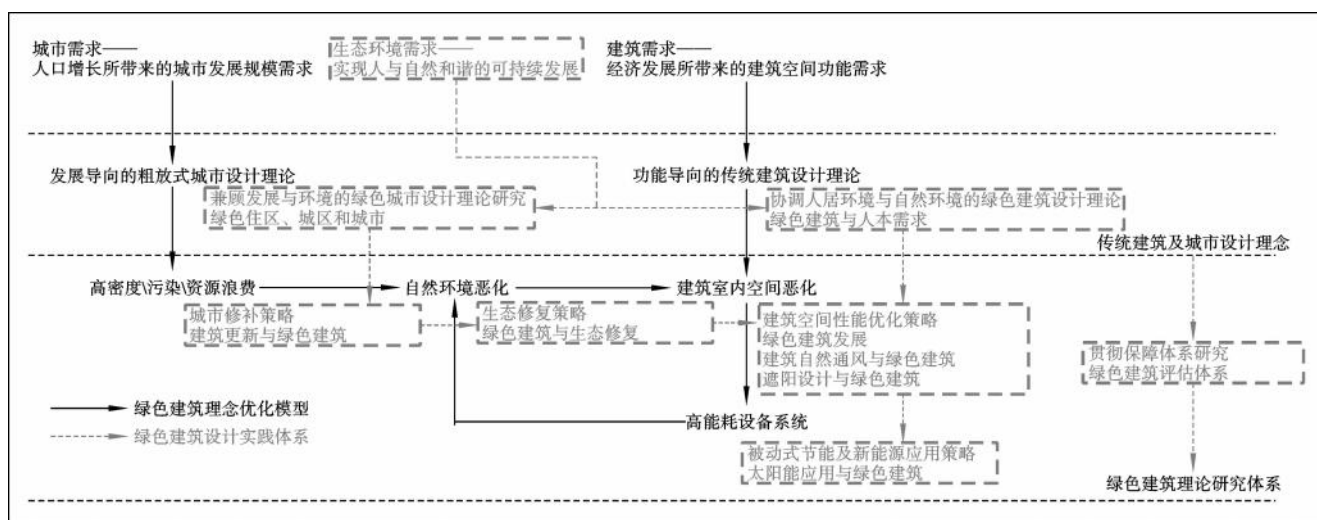 城市需求——
人口增长所带来的城市发展规模需求
生态环境需求——
实现人与自然和谐的可持续发展
建筑需求——
经济发展所带来的建筑空间功能需求
发展导向的粗放式城市设计理论
功能导向的传统建筑设计理论
兼顾发展与环境的绿色城市设计理论研究
绿色住区、城区和城市
协调人居环境与自然环境的绿色建筑设计理论
绿色建筑与人本需求
传统建筑及城市设计理念
高密度\污染\资源浪费
自然环境恶化
建筑室内空间恶化
城市修补策略
建筑更新与绿色建筑
生态修复策略
绿色建筑与生态修复
建筑空间性能优化策略
绿色建筑发展
建筑自然通风与绿色建筑
遮阳设计与绿色建筑
贯彻保障体系研究
绿色建筑评估体系
绿色建筑理念优化模型
绿色建筑设计实践体系
高能耗设备系统
被动式节能及新能源应用策略
太阳能应用与绿色建筑
绿色建筑理论研究体系